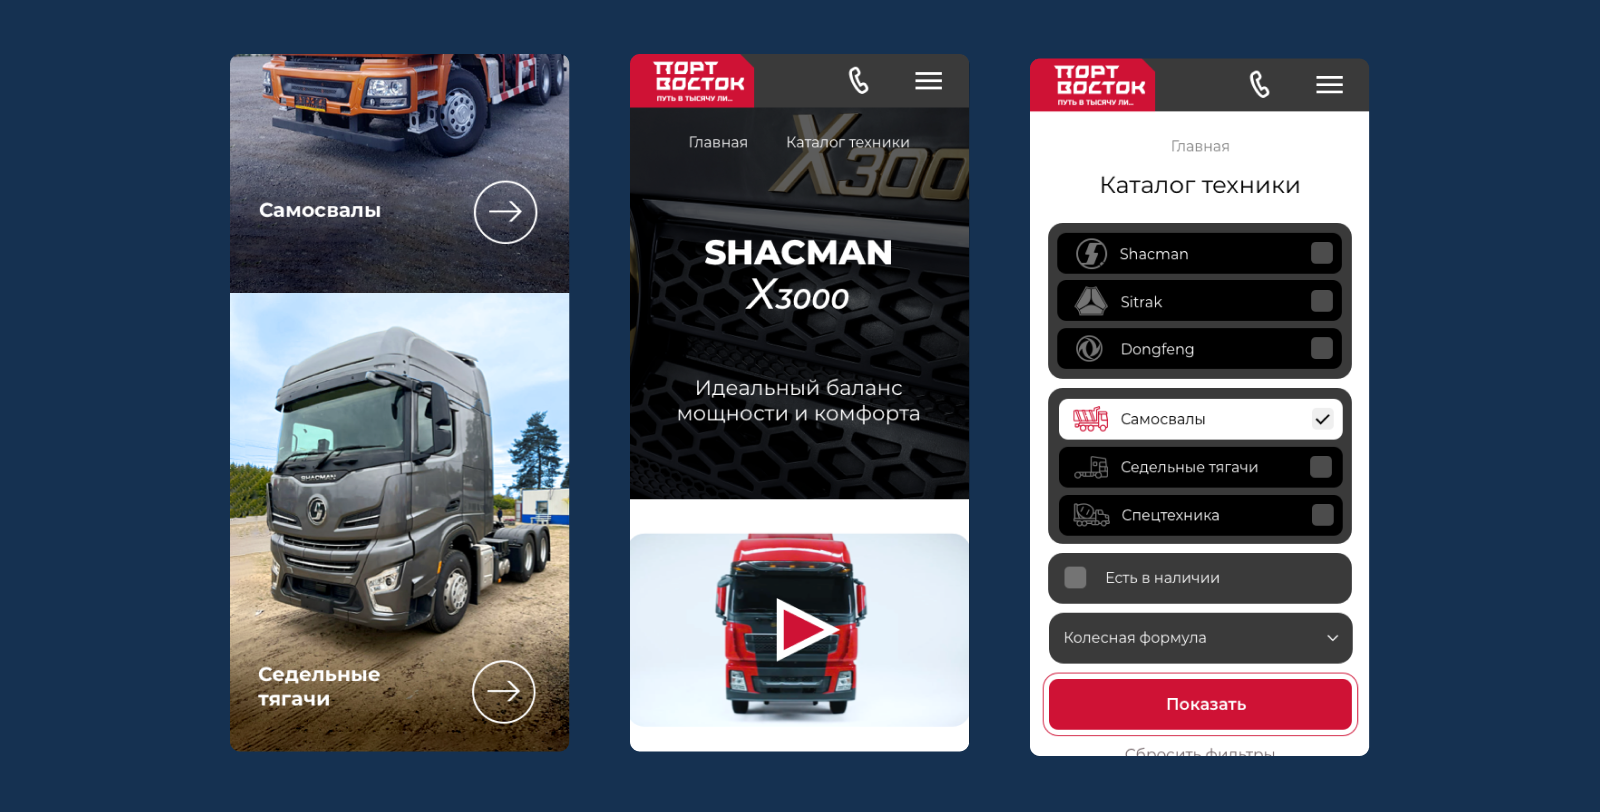 Самосвалы
SHACMAN
Седельные
тягачи
ПОРТ
ВОСТОК
ПУТЬ В ТЫСЯЧУ ЛИ...
Главная
Каталог техники
X3000
SHACMAN
X3000
Идеальный баланс
мощности и комфорта
ПОРТ
ВОСТОК
ПУТЬ В ТЫСЯЧУ ЛИ...
Главная
Каталог техники
Shacman
Sitrak
Dongfeng
Самосвалы
Седельные тягачи
Спецтехника
Есть в наличии
Колесная формула
Показать
Сбросить фильтры